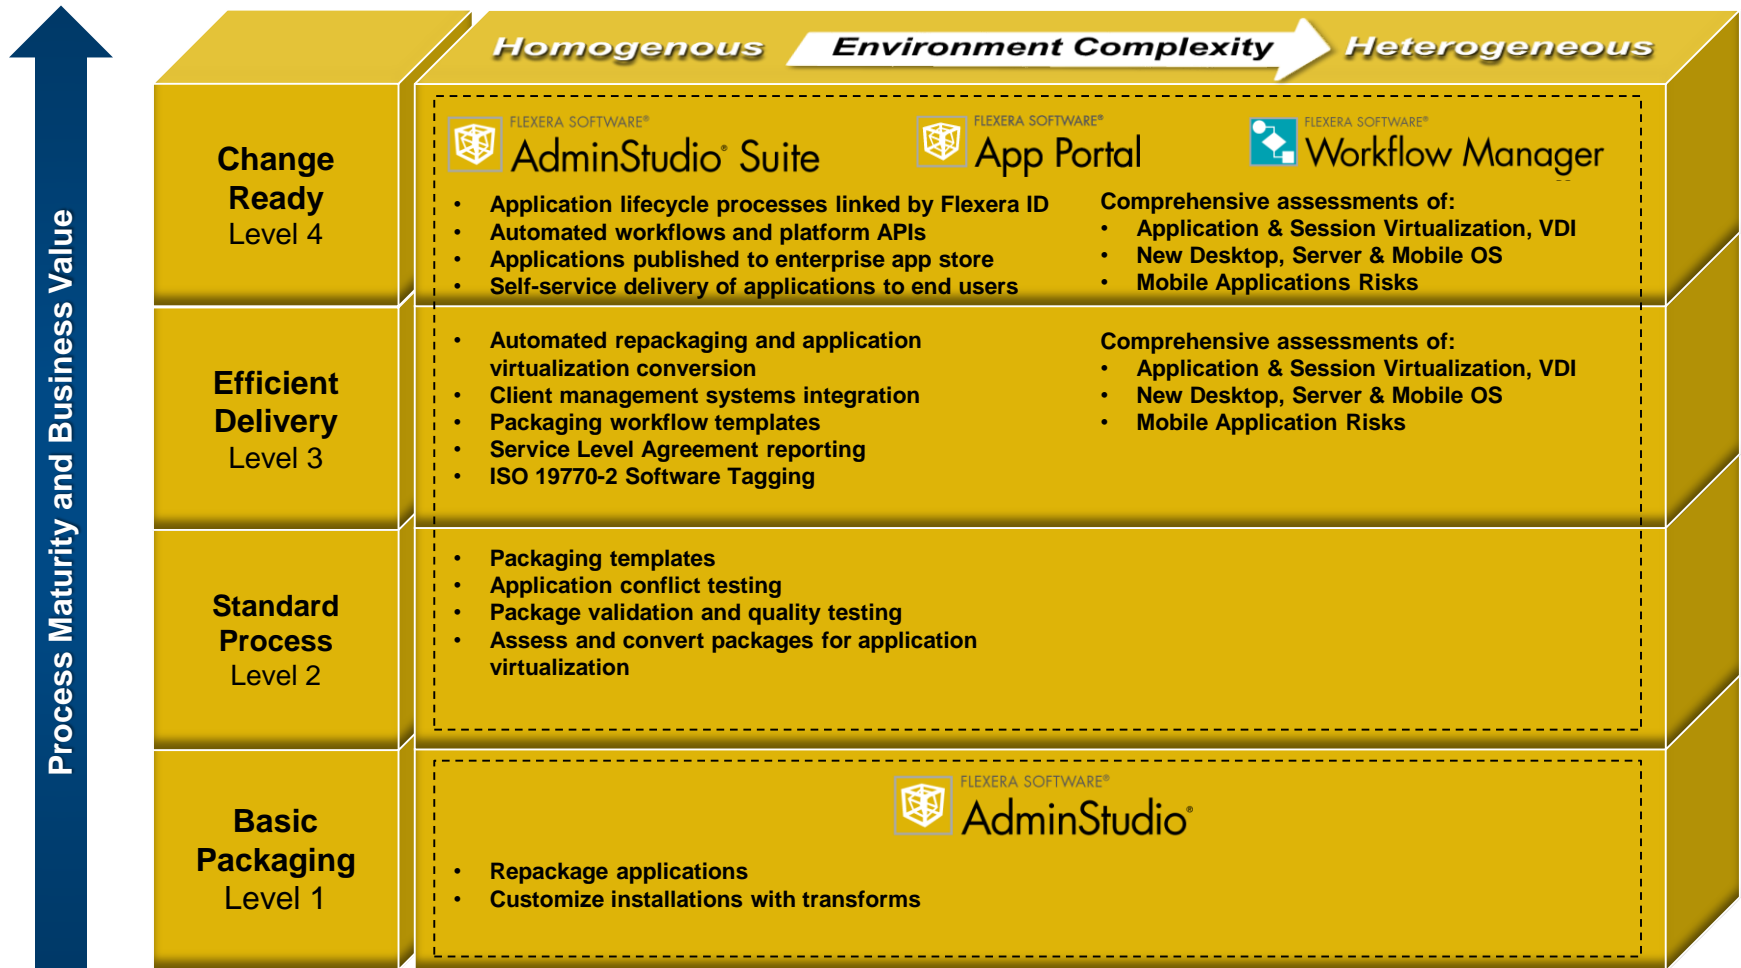 Process Maturity and Business Value
Homogenous
Environment Complexity
Heterogeneous
Change
Ready
Level 4
FLEXERA SOFTWARE®
AdminStudio® Suite
FLEXERA SOFTWARE®
App Portal
FLEXERA SOFTWARE®
Workflow Manager
• Application lifecycle processes linked by Flexera ID
• Automated workflows and platform APIs
• Applications published to enterprise app store
• Self-service delivery of applications to end users
Comprehensive assessments of:
• Application & Session Virtualization, VDI
• New Desktop, Server & Mobile OS
• Mobile Applications Risks
Efficient
Delivery
Level 3
• Automated repackaging and application
virtualization conversion
• Client management systems integration
• Packaging workflow templates
• Service Level Agreement reporting
• ISO 19770-2 Software Tagging
Comprehensive assessments of:
• Application & Session Virtualization, VDI
• New Desktop, Server & Mobile OS
• Mobile Application Risks
Standard
Process
Level 2
• Packaging templates
• Application conflict testing
• Package validation and quality testing
• Assess and convert packages for application
virtualization
Basic
Packaging
Level 1
FLEXERA SOFTWARE®
AdminStudio®
• Repackage applications
• Customize installations with transforms